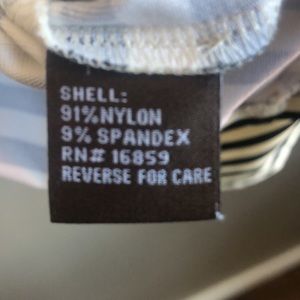 SHELL:
91% NYLON
9% SPANDEX
RN# 16859
REVERSE FOR CARE